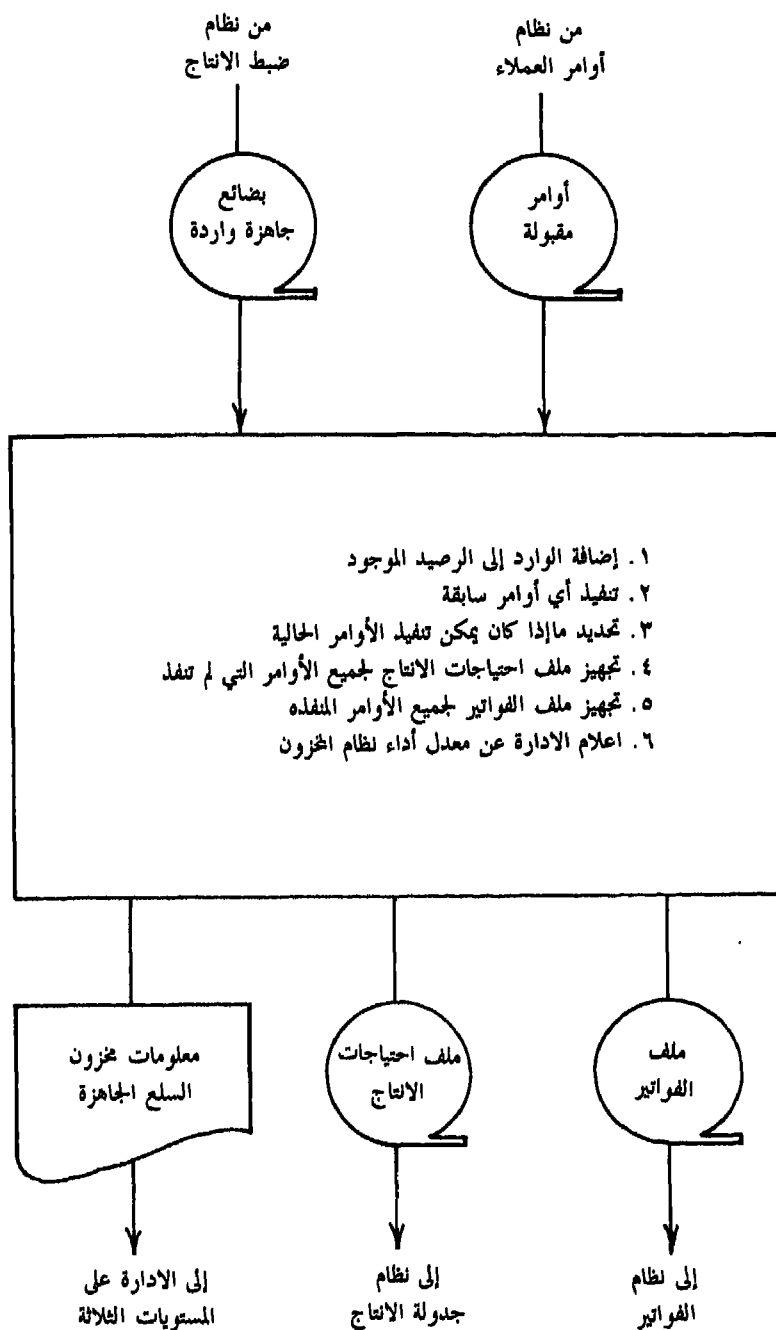 من نظام
أوامر العملاء
من نظام
ضبط الانتاج
أوامر
مقبولة
بضائع
جاهزة واردة
١. إضافة الوارد إلى الرصيد الموجود
٢. تنفيذ أي أوامر سابقة
٣. تحديد ماإذا كان يمكن تنفيذ الأوامر الحالية
٤. تجهيز ملف احتياجات الانتاج لجميع الأوامر التي لم تنفذ
٥. تجهيز ملف الفواتير لجميع الأوامر المنفذه
٦. اعلام الادارة عن معدل أداء نظام المخزون
ملف
الفواتير
ملف احتياجات
الانتاج
معلومات مخزون
السلع الجاهزة
إلى نظام
الفواتير
إلى نظام
جدولة الانتاج
إلى الادارة على
المستويات الثلاثة